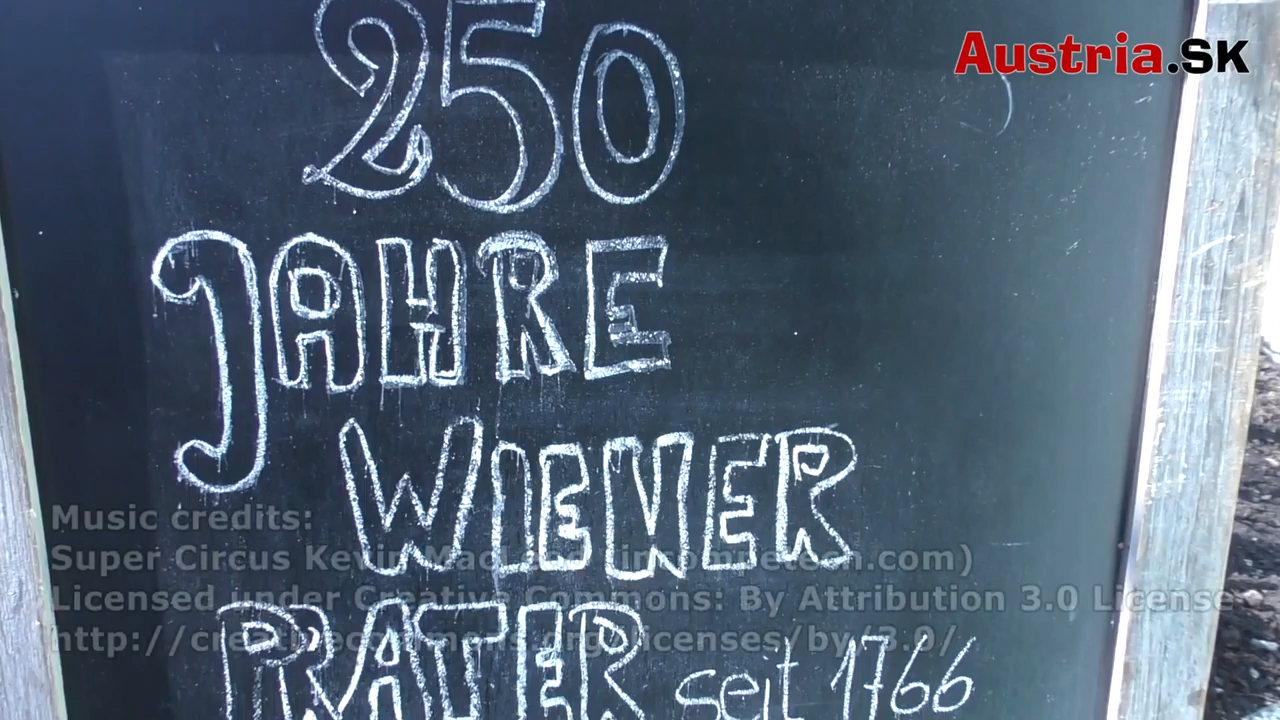 Austria.SK
250
JAHRE
WIENER
PRATER seit 1766
Music credits:
Super Circus Kevin MacLeod (incompetech.com)
Licensed under Creative Commons: By Attribution 3.0 License
http://creativecommons.org/licenses/by/3.0/